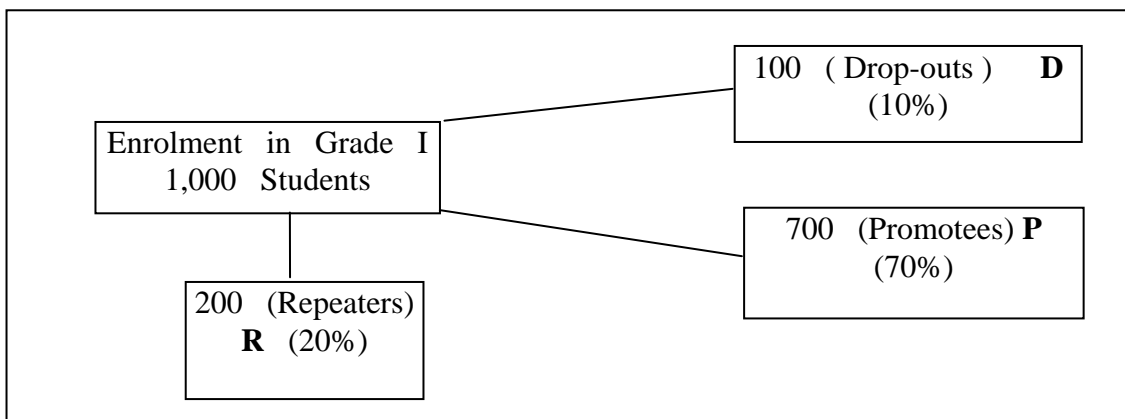 100 ( Drop-outs ) D
(10%)
Enrolment in Grade I
1,000 Students
700 (Promotees) P
(70%)
200 (Repeaters)
R (20%)